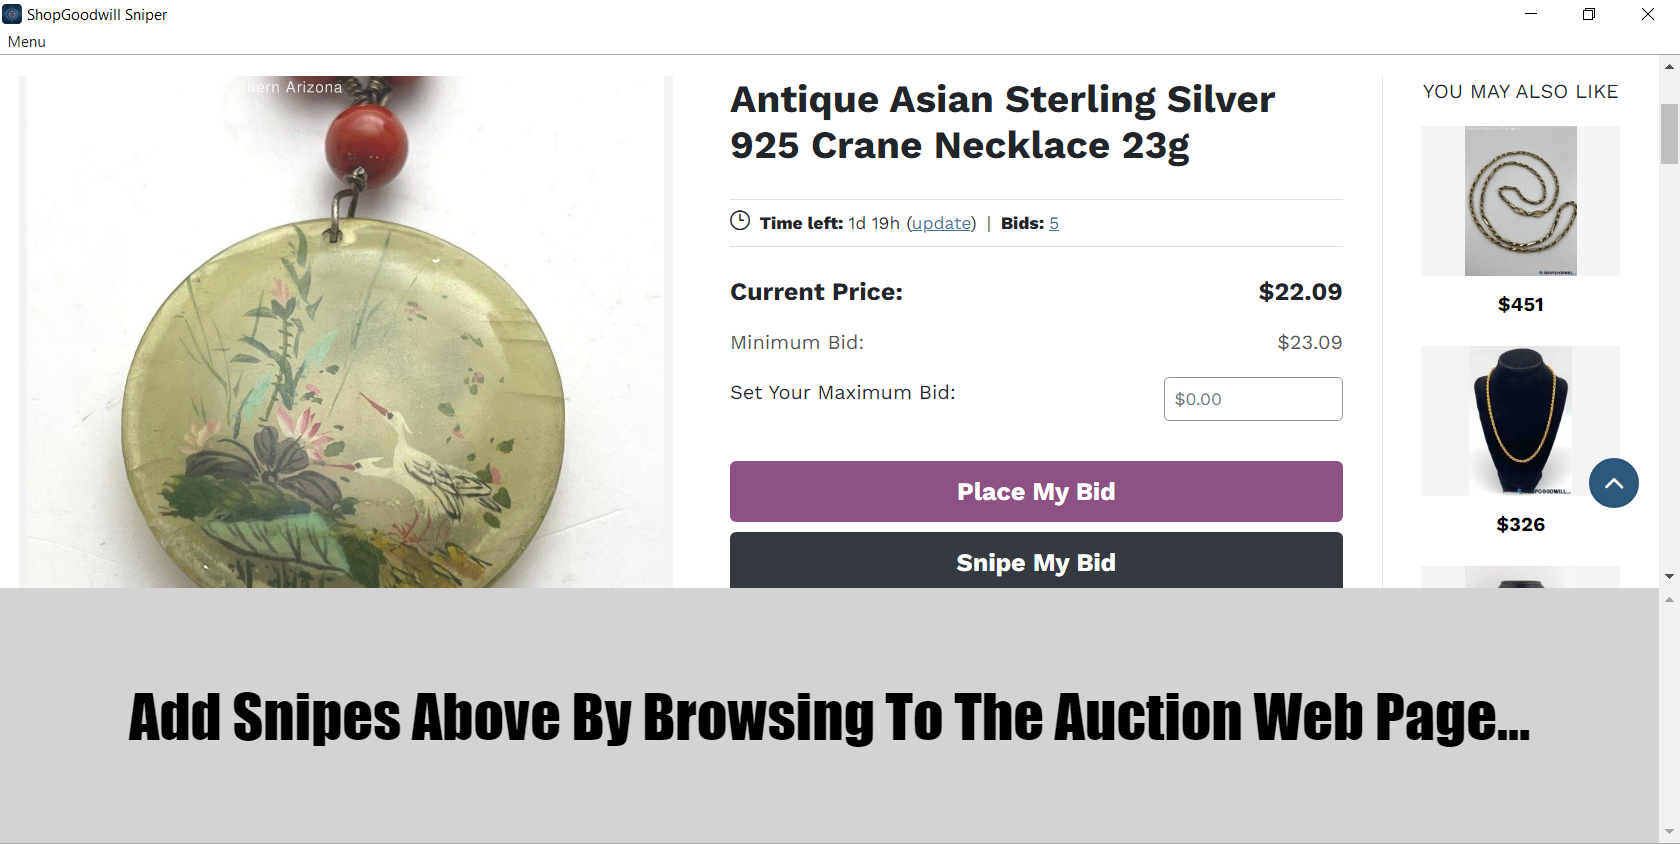 ShopGoodwill Sniper
Menu
Arizona
Antique Asian Sterling Silver
925 Crane Necklace 23g
Time left: 1d 19h (update) | Bids: 5
Current Price: $22.09
Minimum Bid: $23.09
Set Your Maximum Bid: $0.00
Place My Bid
Snipe My Bid
YOU MAY ALSO LIKE
$451
$326
Add Snipes Above By Browsing To The Auction Web Page...